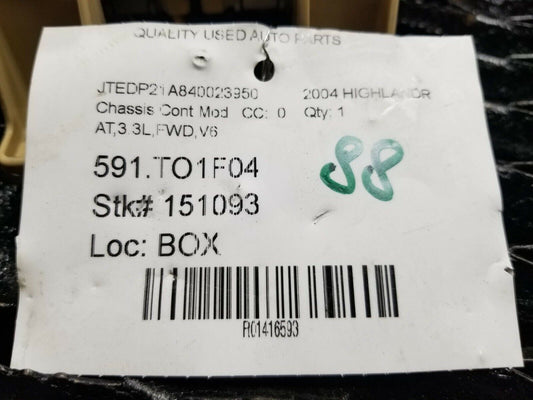 QUALITY USED AUTO PARTS
JTEDP21A840023950 2004 HIGHLANDR
Chassis Cont Mod CC: 0 Qty: 1
AT,3.3L,FWD,V6
591.TO1F04
88
Stk# 151093
Loc: BOX
R01416593